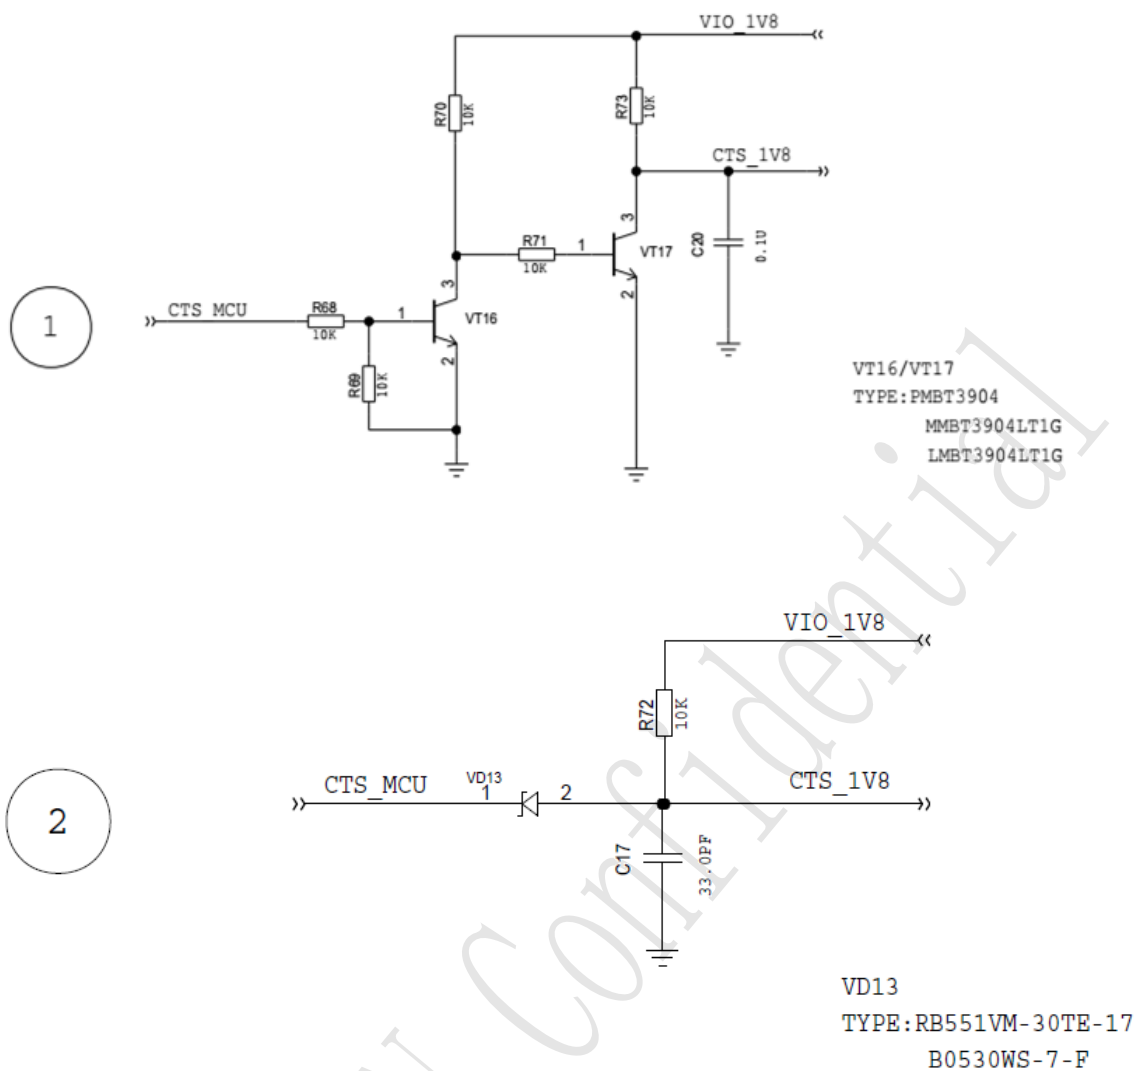 VIO_1V8
R70
10K
R73
10K
CTS_1V8
3
R71
1
10K
VT17
C20
0.1U
2
1
CTS MCU
R68
10K
1
3
VT16
2
R69
10K
VT16/VT17
TYPE:PMBT3904
MMBT3904LT1G
LMBT3904LT1G
VIO_1V8
R72
10K
2
CTS_MCU
VD13
1
2
CTS_1V8
C17
33.0PF
VD13
TYPE:RB551VM-30TE-17
B0530WS-7-F
Confidential